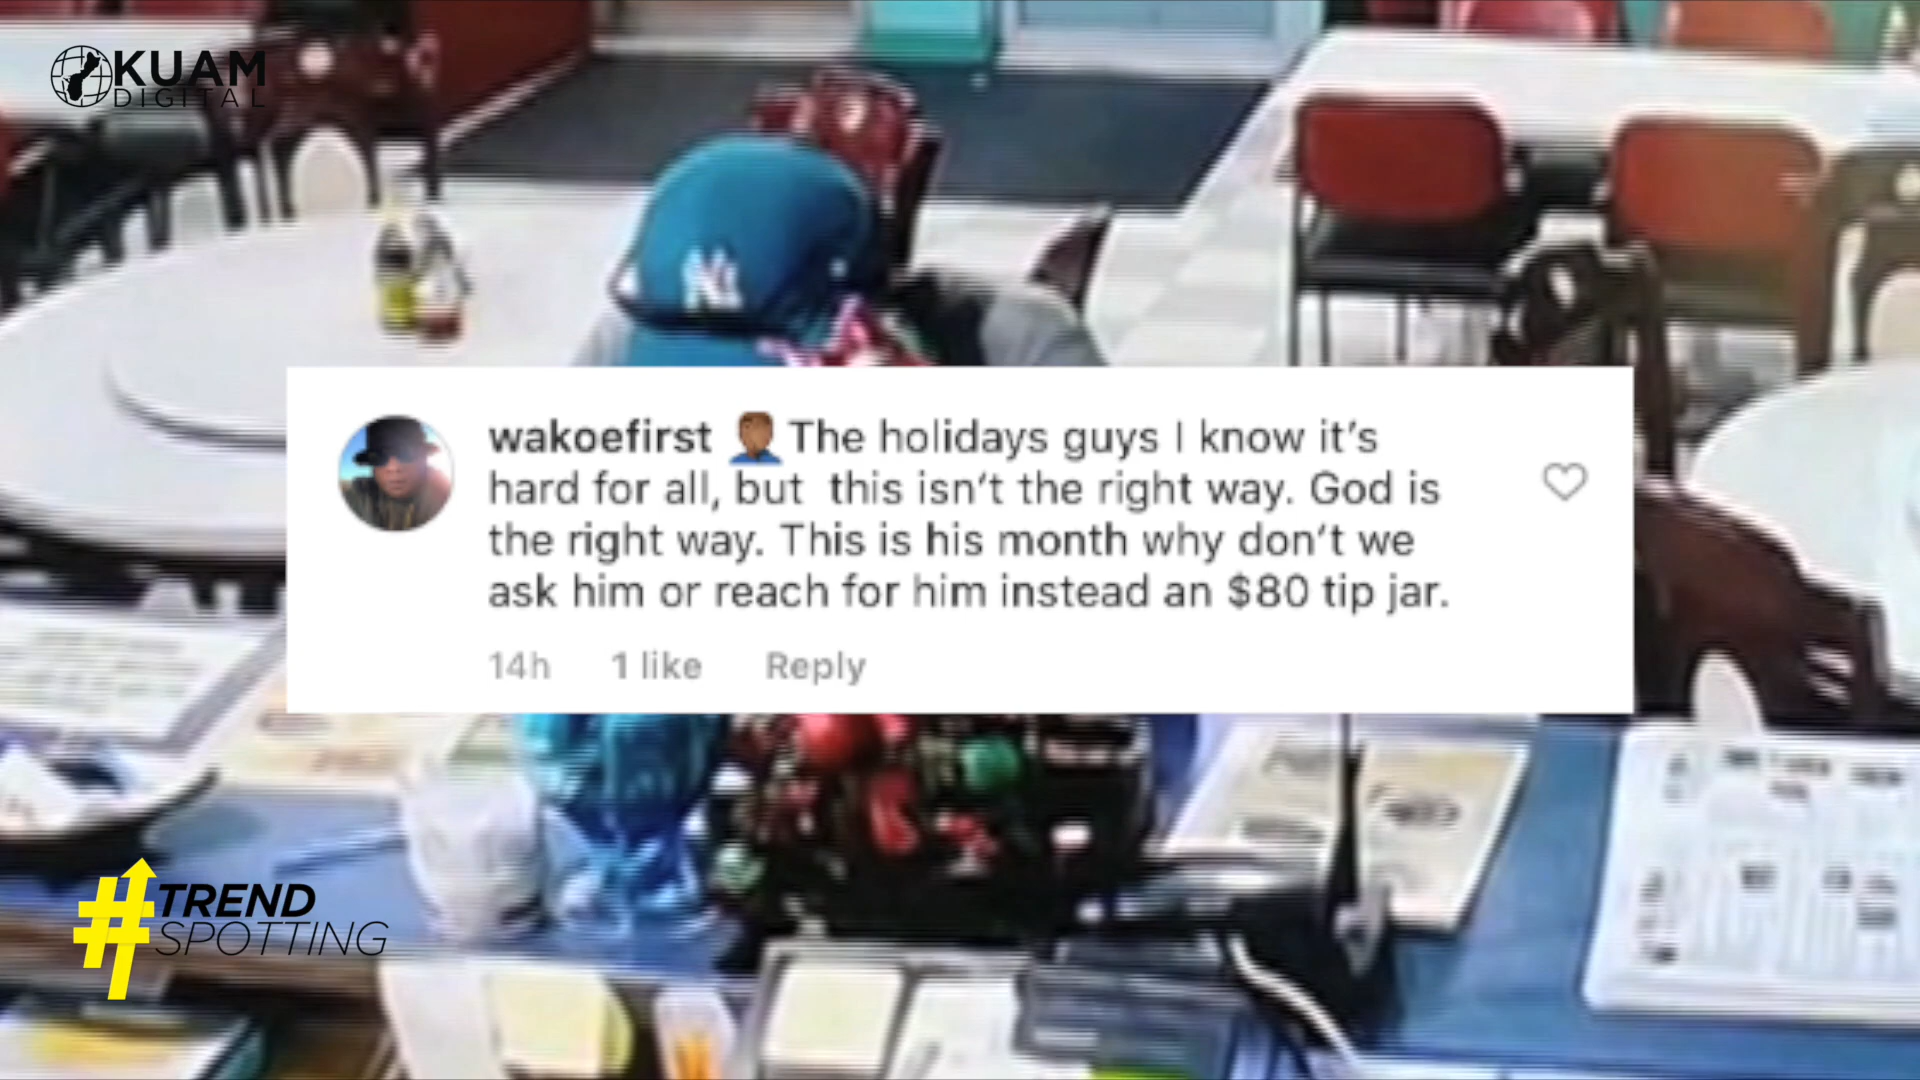 KUAM
DIGITAL
NY
wakoefirst 🤦🏾‍♂️The holidays guys I know it's
hard for all, but this isn't the right way. God is
the right way. This is his month why don't we
ask him or reach for him instead an $80 tip jar.
14h 1 like Reply
#TREND
SPOTTING